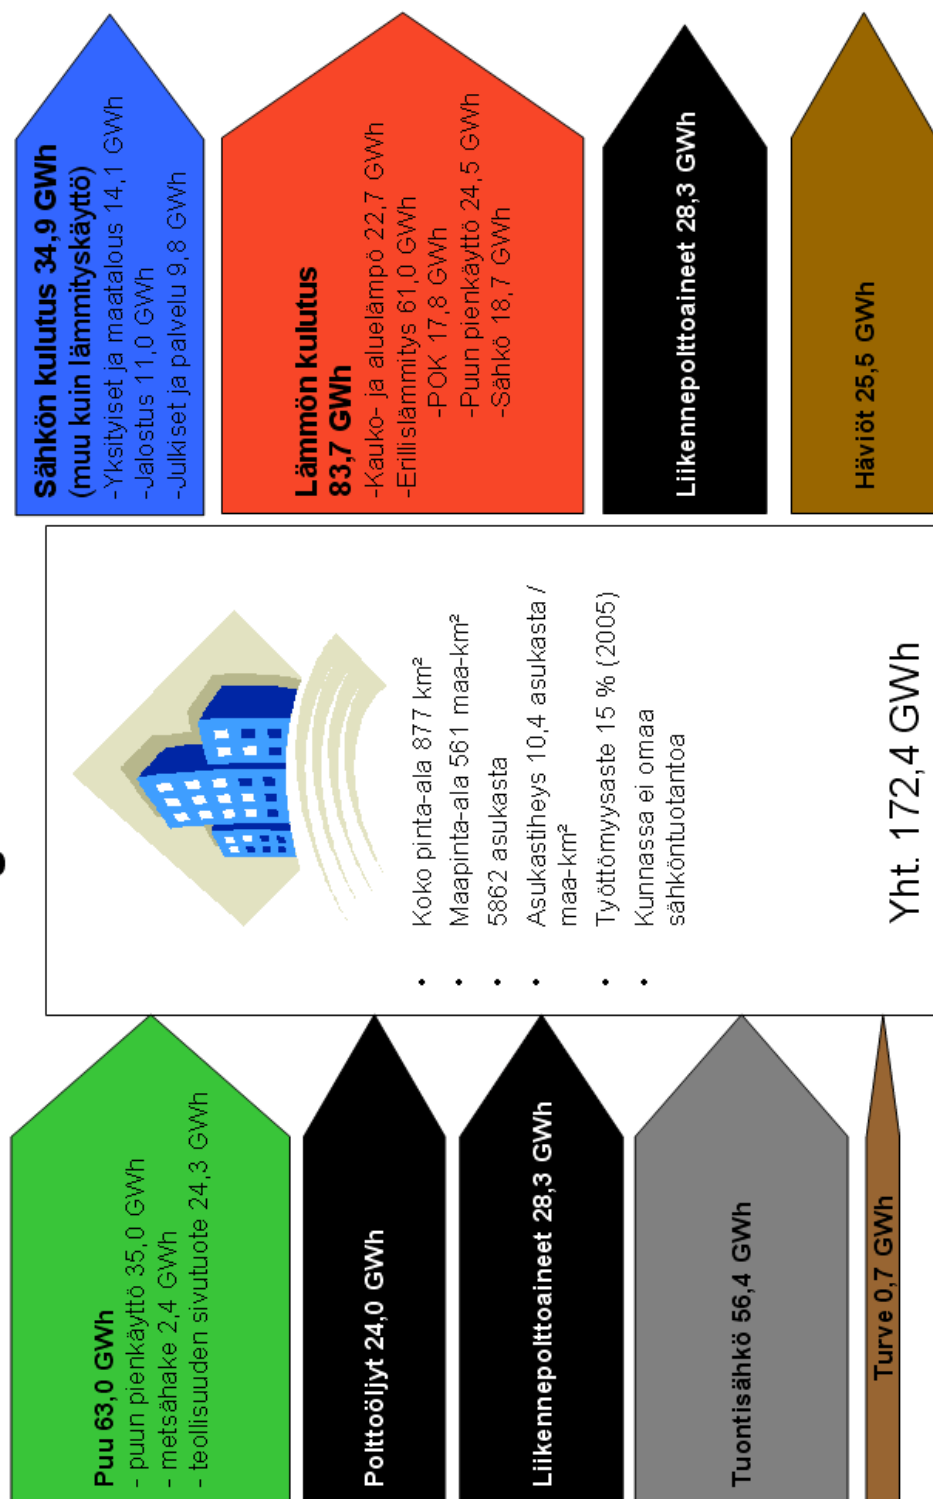 Puu 63,0 GWh
- puun pienkäyttö 35,0 GWh
- metsähake 2,4 GWh
- teollisuuden sivutuote 24,3 GWh
Polttoöljyt 24,0 GWh
Liikennepolttoaineet 28,3 GWh
Tuontisähkö 56,4 GWh
Turve 0,7 GWh
• Koko pinta-ala 877 km²
• Maapinta-ala 561 maa-km²
• 5862 asukasta
• Asukastiheys 10,4 asukasta /
maa-km²
• Työttömyysaste 15 % (2005)
• Kunnassa ei omaa
sähköntuotantoa
Yht. 172,4 GWh
Sähkön kulutus 34,9 GWh
(muu kuin lämmityskäyttö)
-Yksityiset ja maatalous 14,1 GWh
-Jalostus 11,0 GWh
-Julkiset ja palvelu 9,8 GWh
Lämmön kulutus
83,7 GWh
-Kauko- ja aluelämpö 22,7 GWh
-Erillislämmitys 61,0 GWh
-POK 17,8 GWh
-Puun pienkäyttö 24,5 GWh
-Sähkö 18,7 GWh
Liikennepolttoaineet 28,3 GWh
Häviöt 25,5 GWh